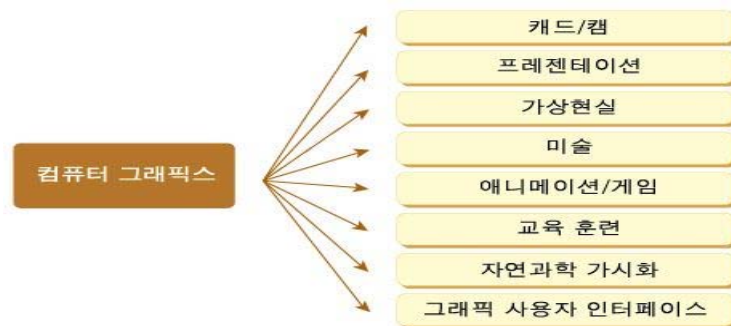 컴퓨터 그래픽스
캐드/캠
프레젠테이션
가상현실
미술
애니메이션/게임
교육 훈련
자연과학 가시화
그래픽 사용자 인터페이스